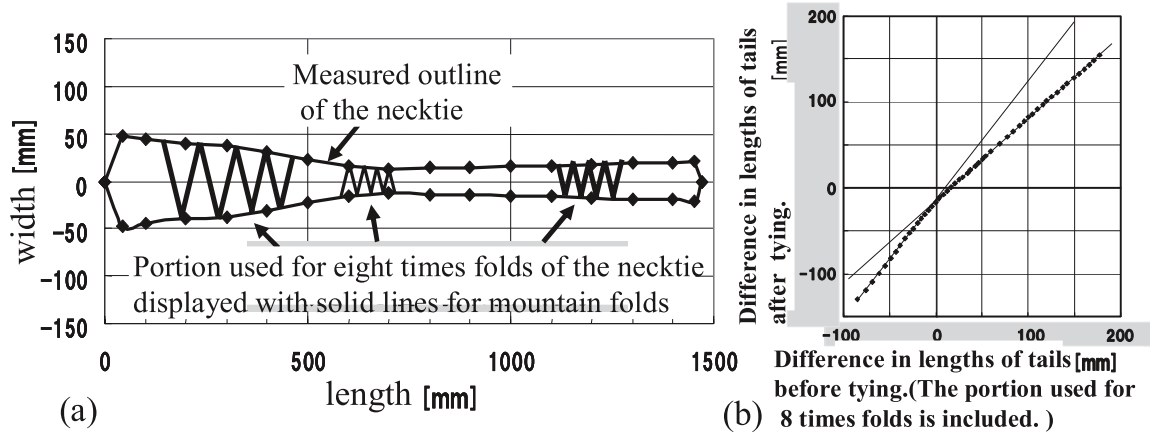 150
100
50
0
-50
-100
-150
width [mm]
Measured outline
of the necktie
Portion used for eight times folds of the necktie
displayed with solid lines for mountain folds
0
500
1000
1500
length [mm]
(a)
200
100
0
-100
Difference in lengths of tails
after tying.
[mm]
-100
0
100
200
Difference in lengths of tails[mm]
before tying.(The portion used for
8 times folds is included. )
(b)